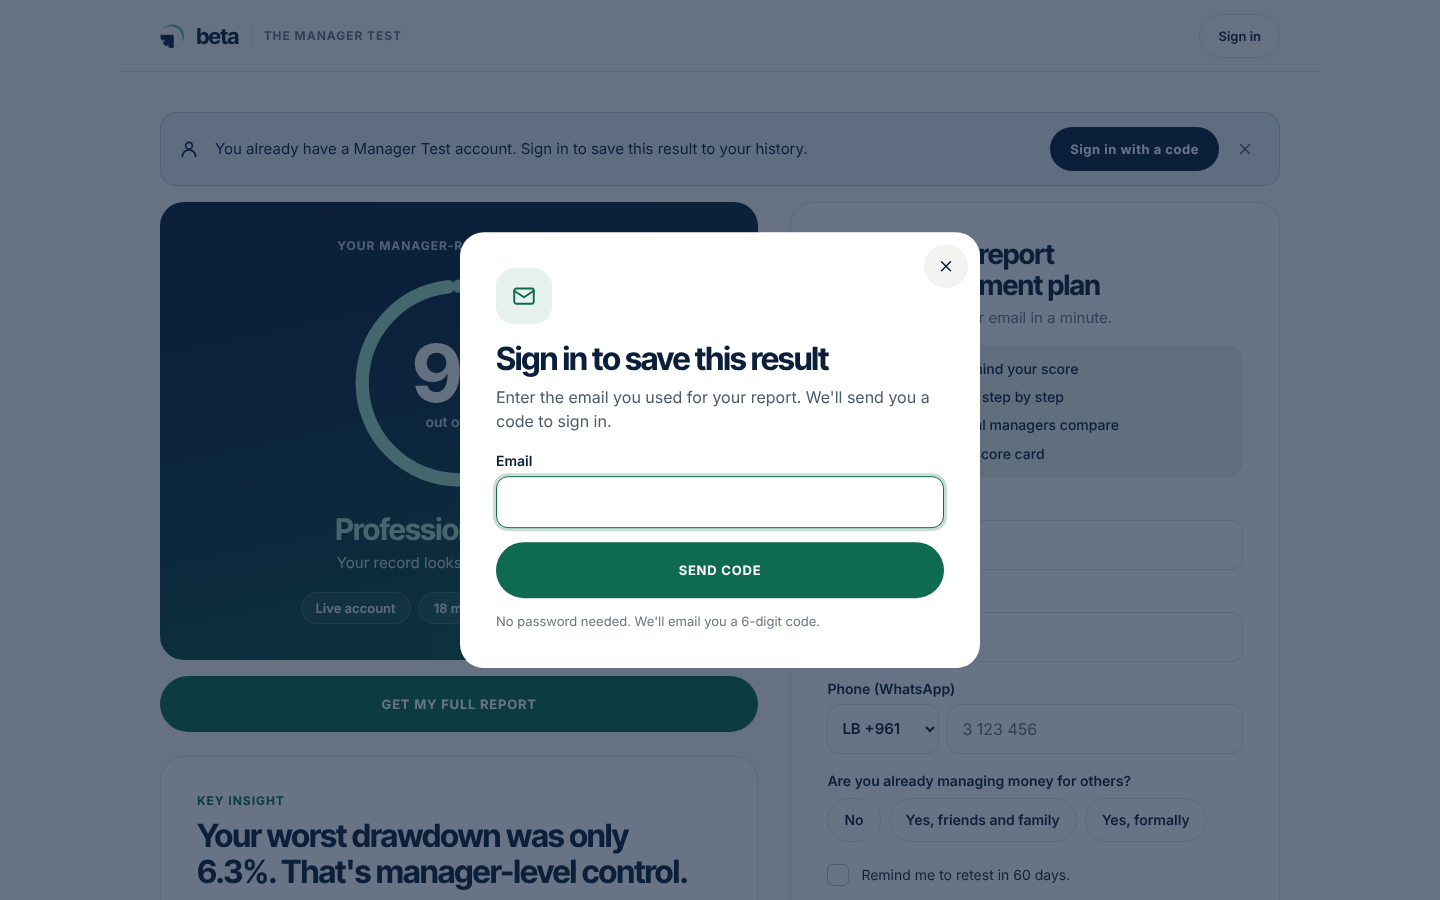 beta
THE MANAGER TEST
Sign in
You already have a Manager Test account. Sign in to save this result to your history.
Sign in with a code
YOUR MANAGER-R
9
out o
Profession
Your record looks
Live account
18 m
GET MY FULL REPORT
KEY INSIGHT
Your worst drawdown was only
6.3%. That's manager-level control.
Sign in to save this result
Enter the email you used for your report. We'll send you a
code to sign in.
Email
SEND CODE
No password needed. We'll email you a 6-digit code.
report
ment plan
r email in a minute.
ind your score
step by step
l managers compare
core card
Phone (WhatsApp)
LB +961
3 123 456
Are you already managing money for others?
No
Yes, friends and family
Yes, formally
Remind me to retest in 60 days.